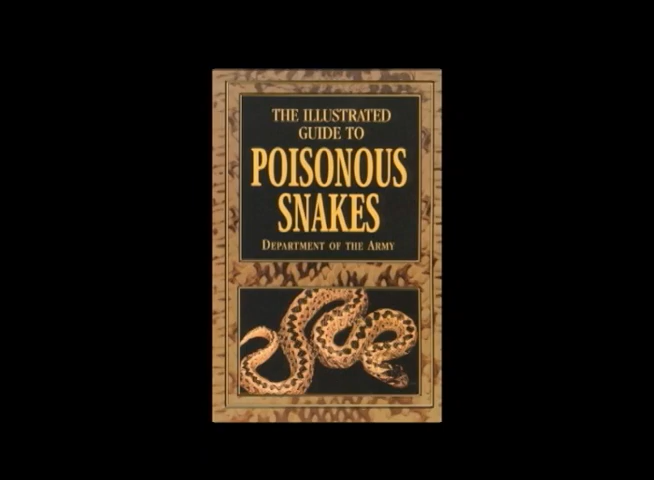 THE ILLUSTRATED
GUIDE TO
POISONOUS
SNAKES
DEPARTMENT OF THE ARMY